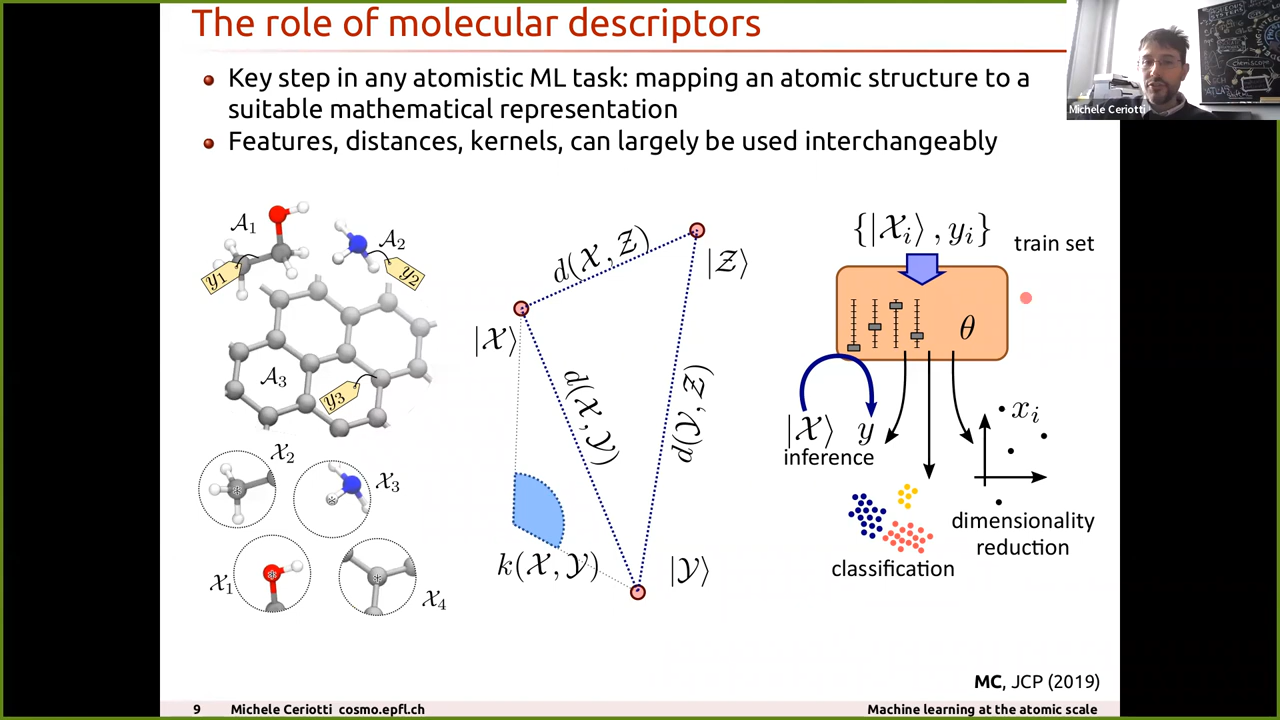 The role of molecular descriptors
Key step in any atomistic ML task: mapping an atomic structure to a
suitable mathematical representation
Features, distances, kernels, can largely be used interchangeably
Michele Ceriotti
chemiscope
𝒜₁
𝒜₂
y₁
y₂
𝒜₃
y₃
𝒳₂
𝒳₃
𝒳₁
𝒳₄
d(𝒳, 𝒵)
|𝒵⟩
|𝒳⟩
d(𝒳, 𝒴)
d(𝒴, 𝒵)
k(𝒳, 𝒴)
|𝒴⟩
{|𝒳ᵢ⟩, yᵢ}
train set
θ
|𝒳⟩ y
inference
xᵢ
classification
dimensionality
reduction
MC, JCP (2019)
9 Michele Ceriotti cosmo.epfl.ch Machine learning at the atomic scale